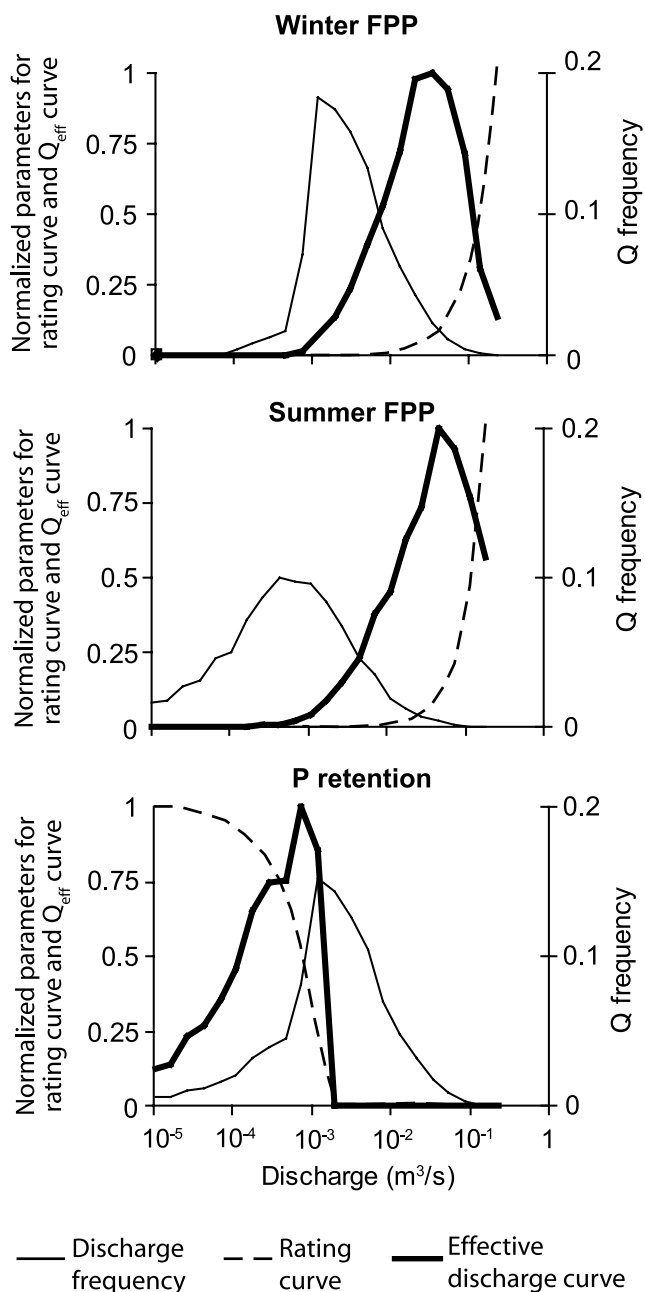 Winter FPP
Normalized parameters for
rating curve and Qeff curve
1
0.75
0.5
0.25
0
0.2
0.1
0
Q frequency
Summer FPP
Normalized parameters for
rating curve and Qeff curve
1
0.75
0.5
0.25
0
0.2
0.1
0
Q frequency
P retention
Normalized parameters for
rating curve and Qeff curve
1
0.75
0.5
0.25
0
0.2
0.1
0
Q frequency
10-5 10-4 10-3 10-2 10-1 1
Discharge (m3/s)
Discharge frequency
Rating curve
Effective discharge curve